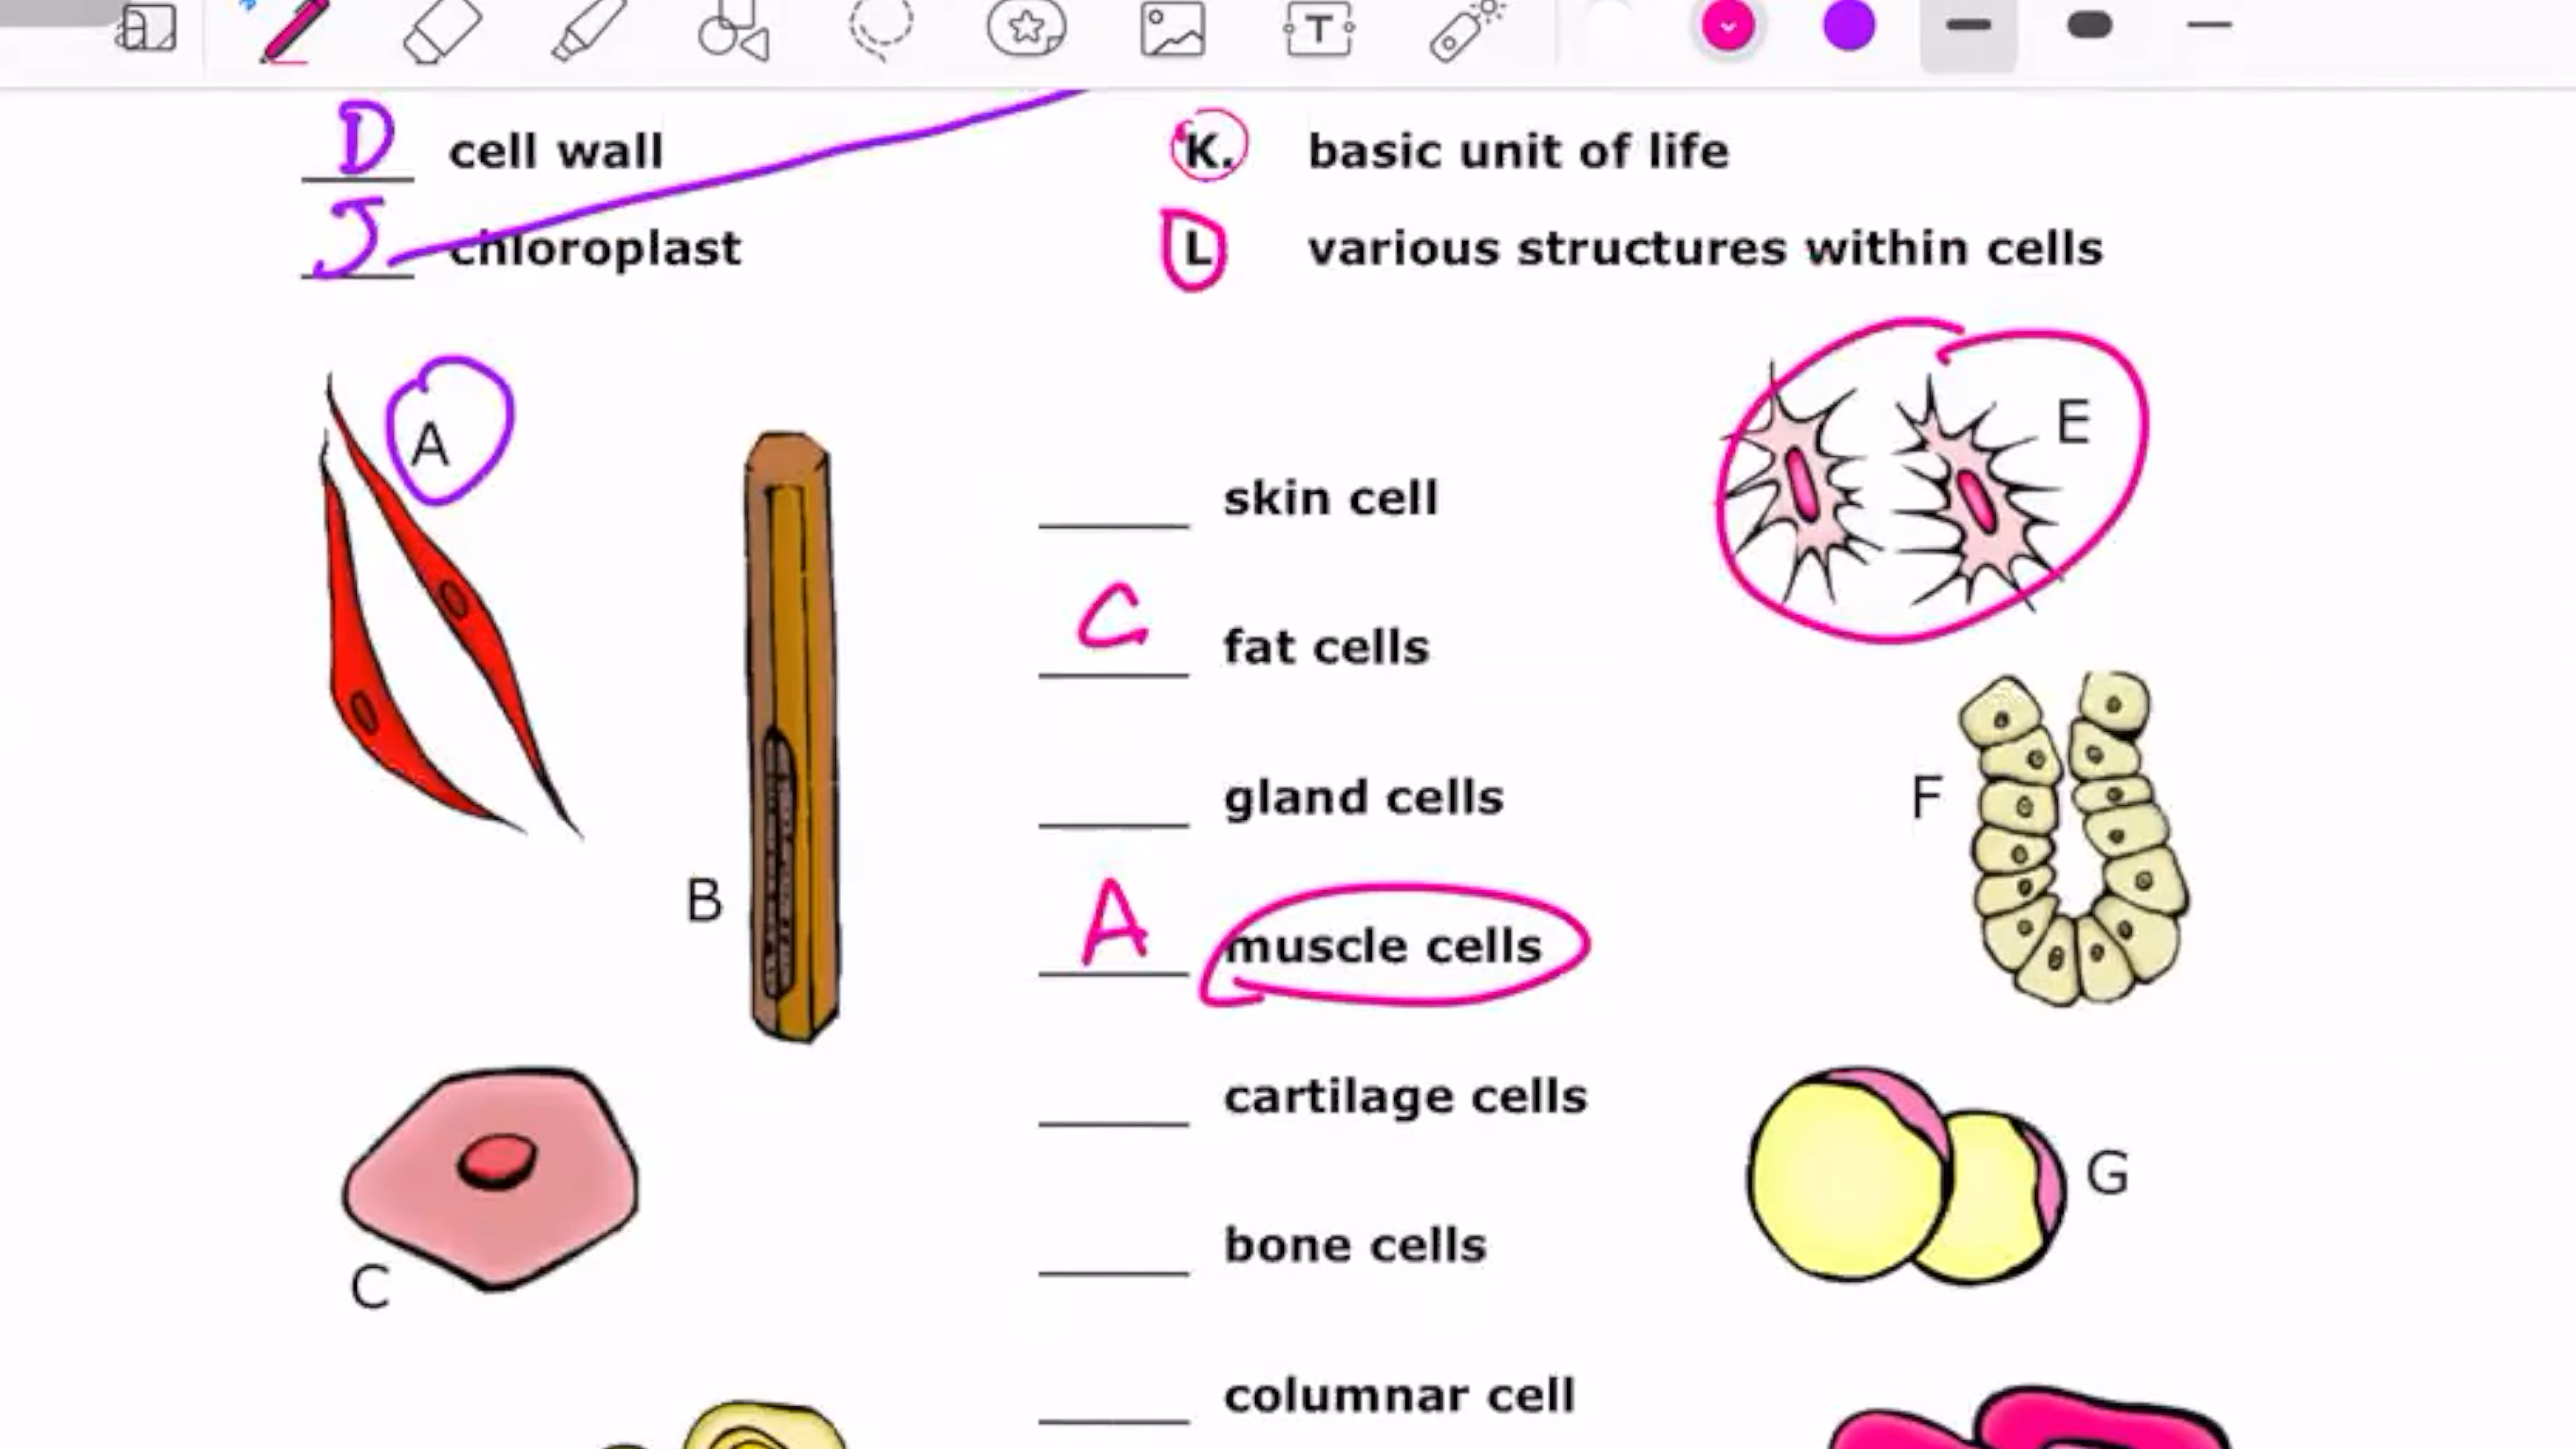 D cell wall
K. basic unit of life
J chloroplast
L various structures within cells
A
E
skin cell
C fat cells
F
gland cells
B
A muscle cells
cartilage cells
G
C
bone cells
columnar cell